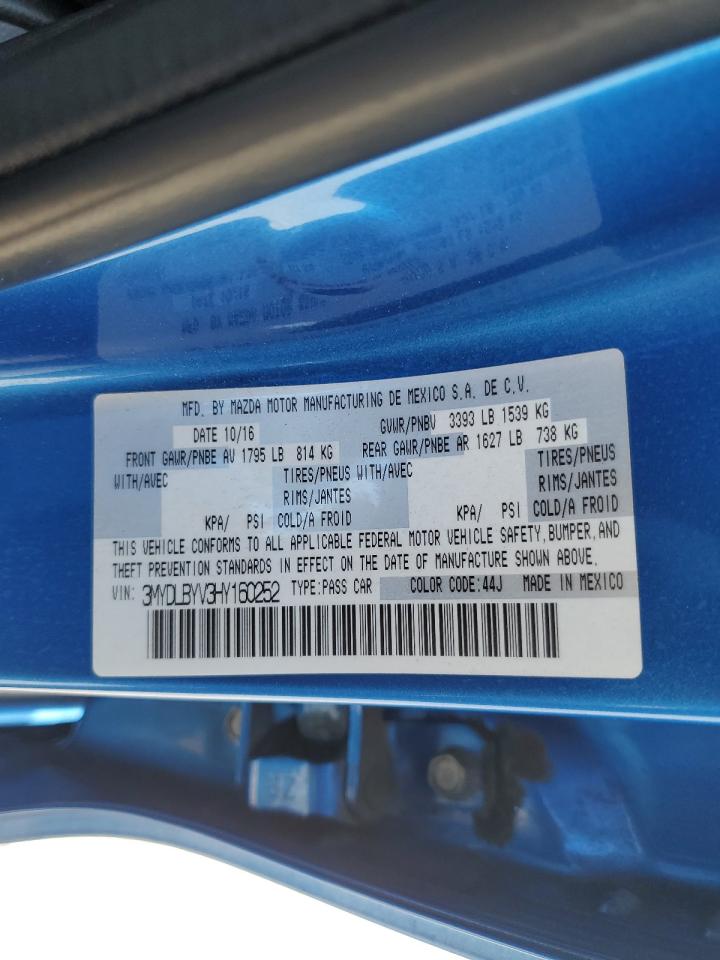 MFD. BY MAZDA MOTOR MANUFACTURING DE MEXICO S.A. DE C.V.
DATE 10/16 GVWR/PNBV 3393 LB 1539 KG
FRONT GAWR/PNBE AV 1795 LB 814 KG REAR GAWR/PNBE AR 1627 LB 738 KG
WITH/AVEC TIRES/PNEUS WITH/AVEC TIRES/PNEUS
RIMS/JANTES RIMS/JANTES
KPA/ PSI COLD/A FROID KPA/ PSI COLD/A FROID
THIS VEHICLE CONFORMS TO ALL APPLICABLE FEDERAL MOTOR VEHICLE SAFETY, BUMPER, AND
THEFT PREVENTION STANDARDS IN EFFECT ON THE DATE OF MANUFACTURE SHOWN ABOVE.
VIN: 3MYDLBYV3HY160252 TYPE:PASS CAR COLOR CODE:44J MADE IN MEXICO